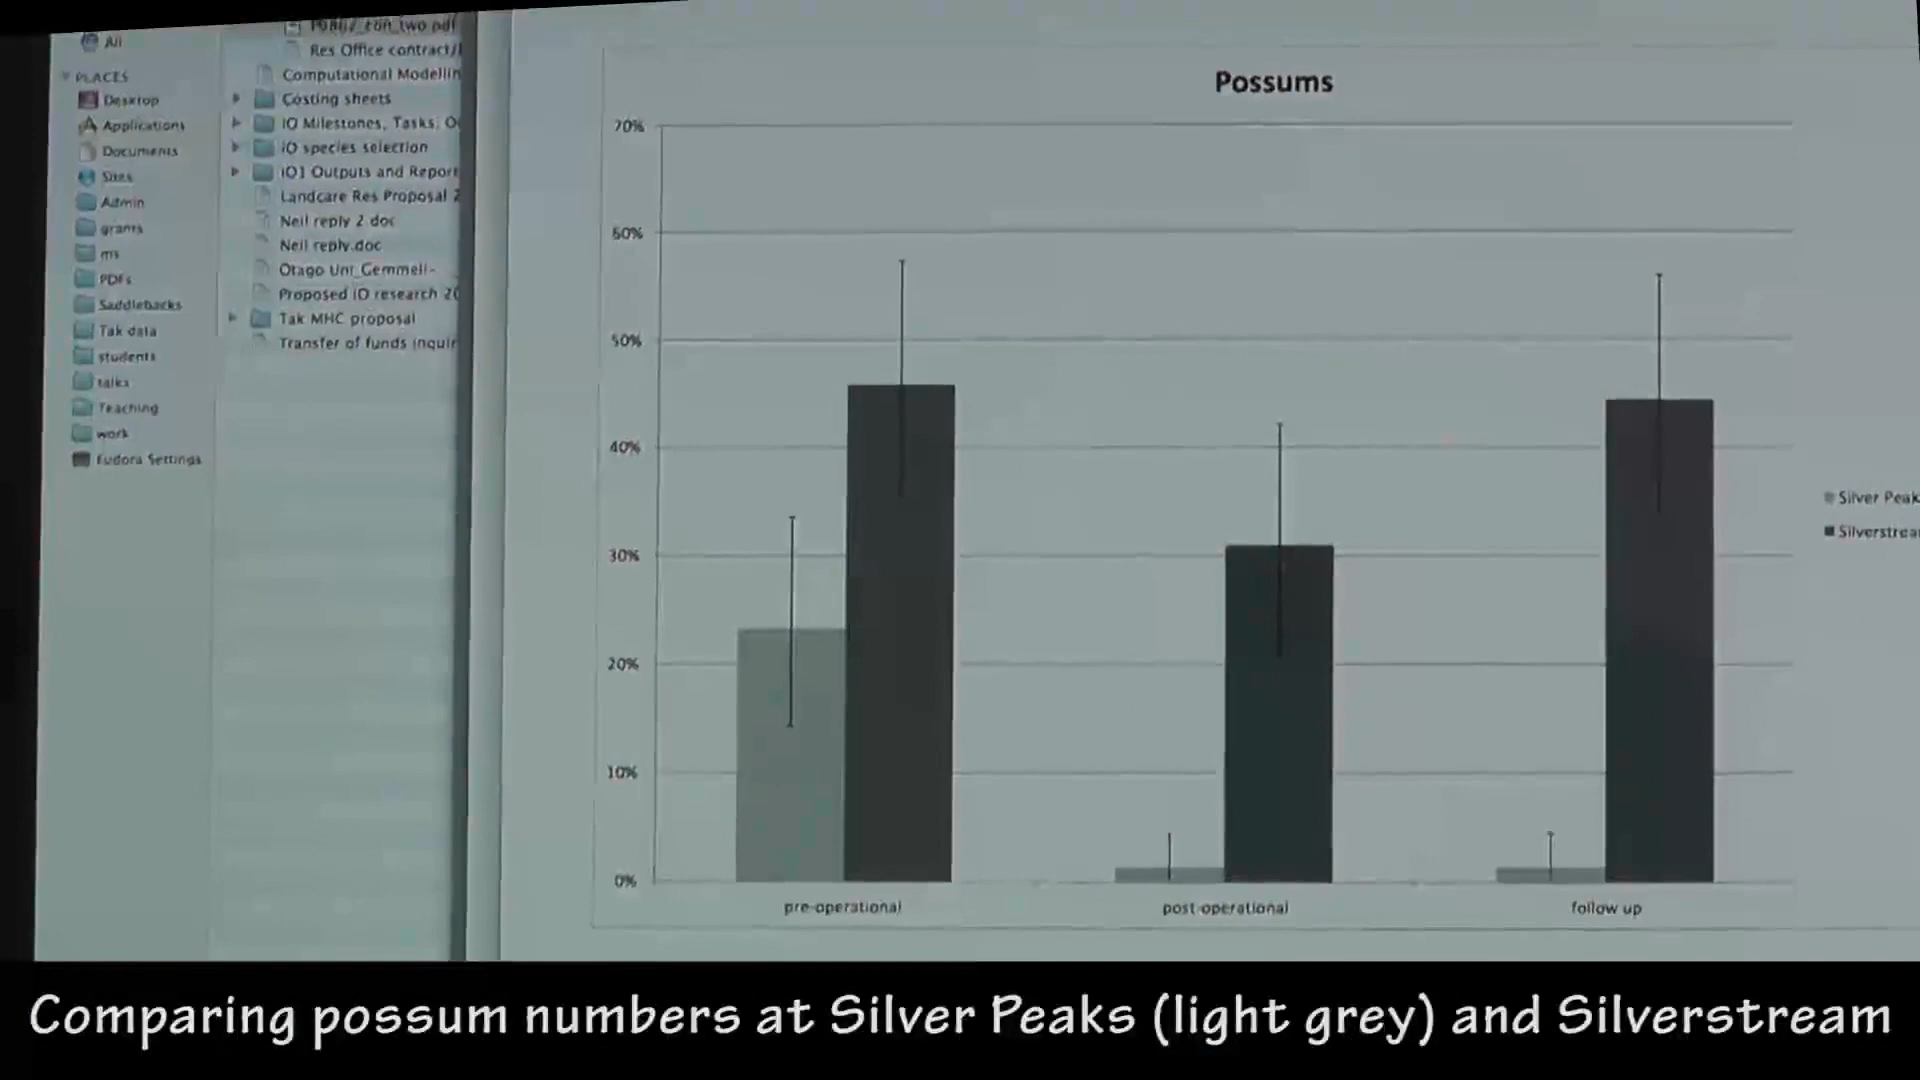 All
PLACES
Desktop
Applications
Documents
Sites
Admin
grants
ms
PDFs
Saddlebacks
Tak data
students
talks
Teaching
work
Eudora Settings
Res Office contract/
Computational Modellin
Costing sheets
IO Milestones, Tasks, O
IO species selection
IO1 Outputs and Report
Landcare Res Proposal 2
Neil reply 2.doc
Neil reply.doc
Otago Uni_Gemmell-
Proposed IO research 20
Tak MHC proposal
Transfer of funds inquir
Possums
70%
60%
50%
40%
30%
20%
10%
0%
pre-operational
post-operational
follow up
Silver Peak
Silverstrea
Comparing possum numbers at Silver Peaks (light grey) and Silverstream